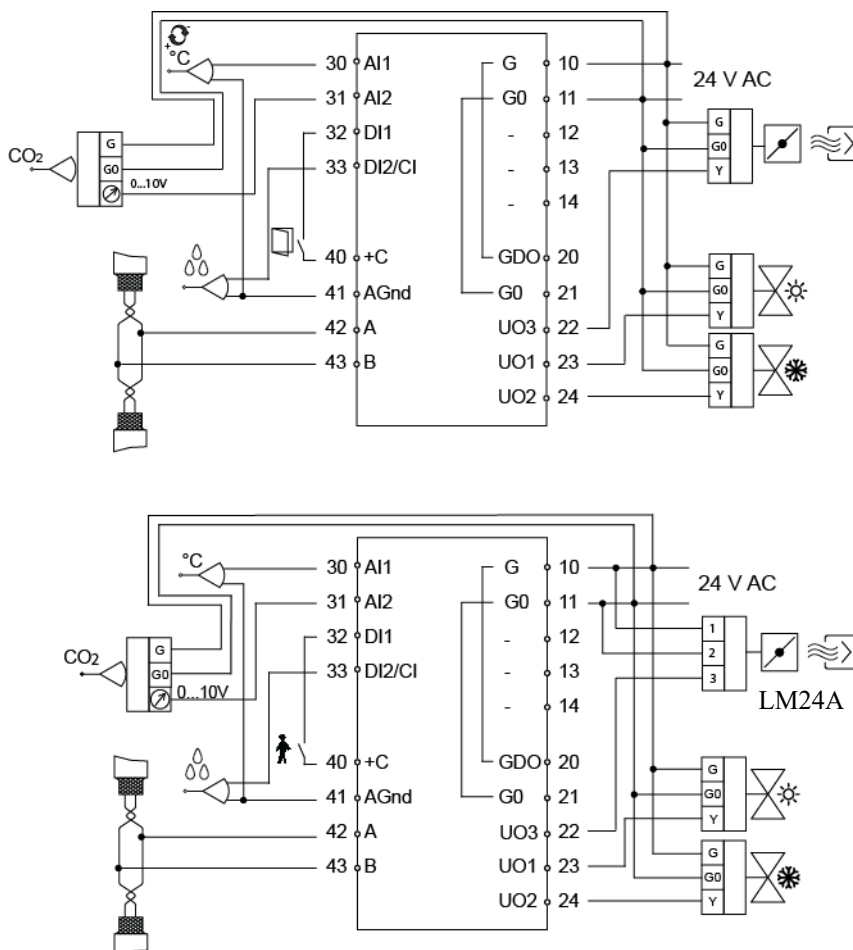 °C
30 AI1 G 10
24 V AC
31 AI2 G0 11
32 DI1 - 12
G
CO2
G
G0
33 DI2/CI - 13
G0
Y
0...10V
- 14
40 +C GDO 20
G
41 AGnd G0 21
G0
Y
42 A UO3 22
G
43 B UO1 23
G0
UO2 24
Y
°C
30 AI1 G 10
24 V AC
31 AI2 G0 11
1
32 DI1 - 12
CO2
G
2
G0
33 DI2/CI - 13
3
0...10V
LM24A
- 14
40 +C GDO 20
G
41 AGnd G0 21
G0
Y
42 A UO3 22
G
43 B UO1 23
G0
UO2 24
Y